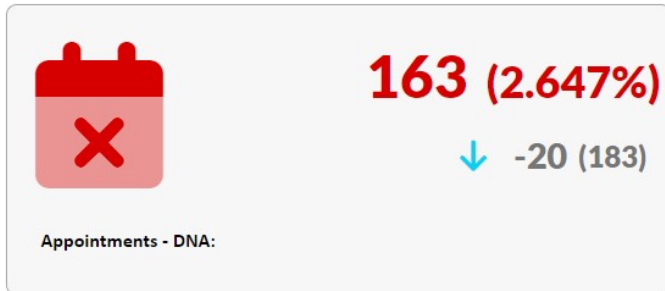 163 (2.647%)
-20 (183)
Appointments - DNA: